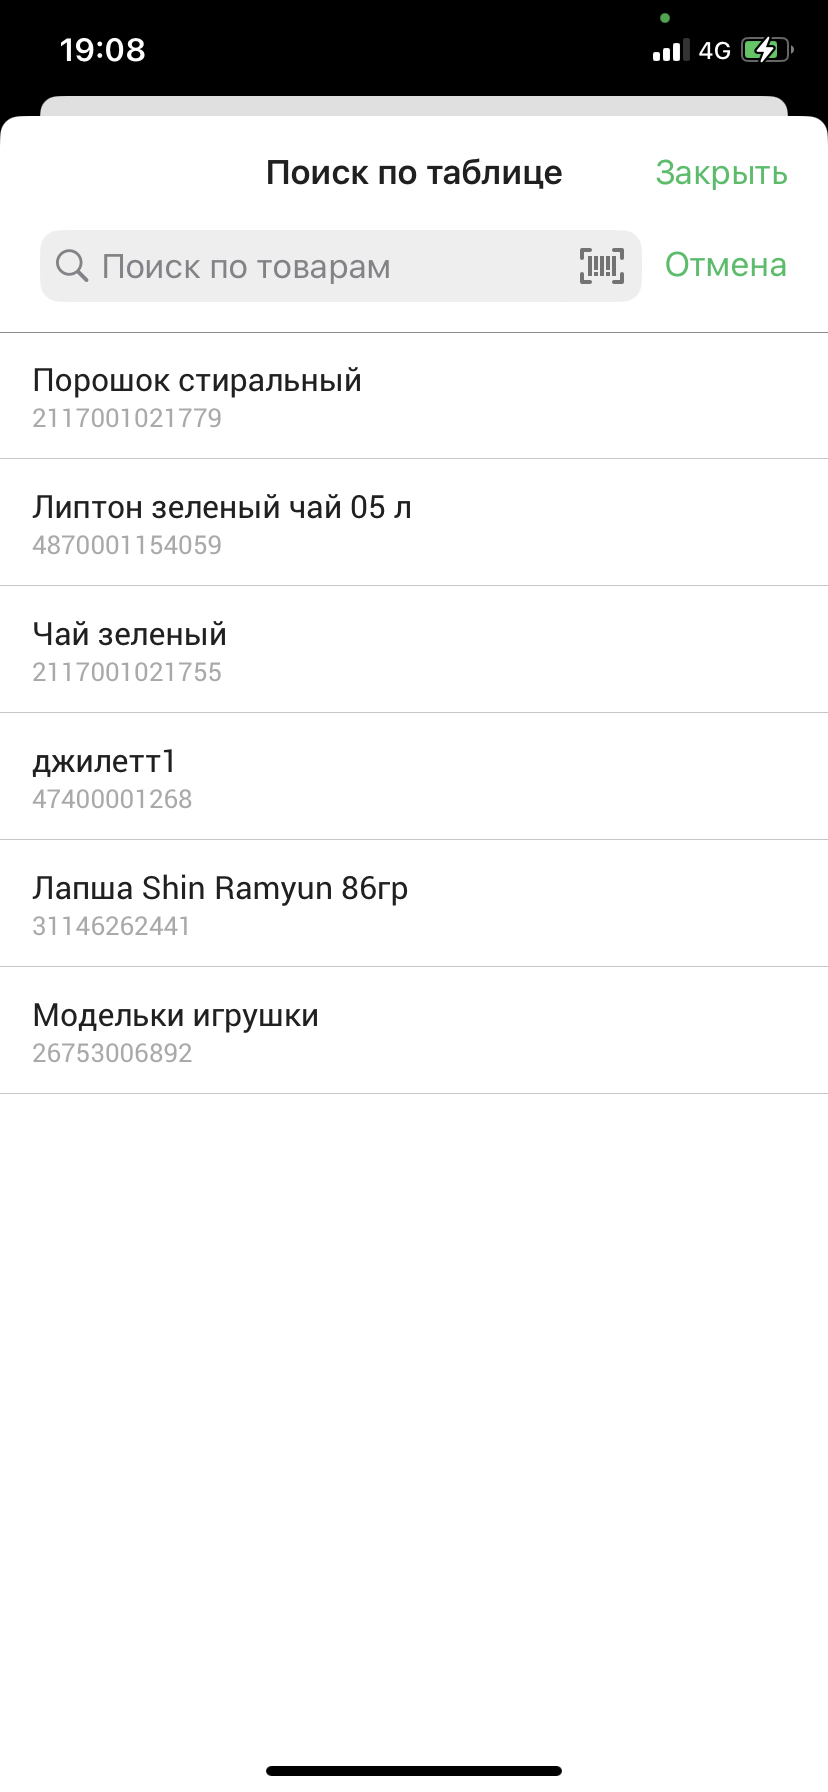 19:08
4G
Поиск по таблице
Закрыть
Поиск по товарам
Отмена
Порошок стиральный
2117001021779
Липтон зеленый чай 05 л
4870001154059
Чай зеленый
2117001021755
джилетт1
47400001268
Лапша Shin Ramyun 86гр
31146262441
Модельки игрушки
26753006892